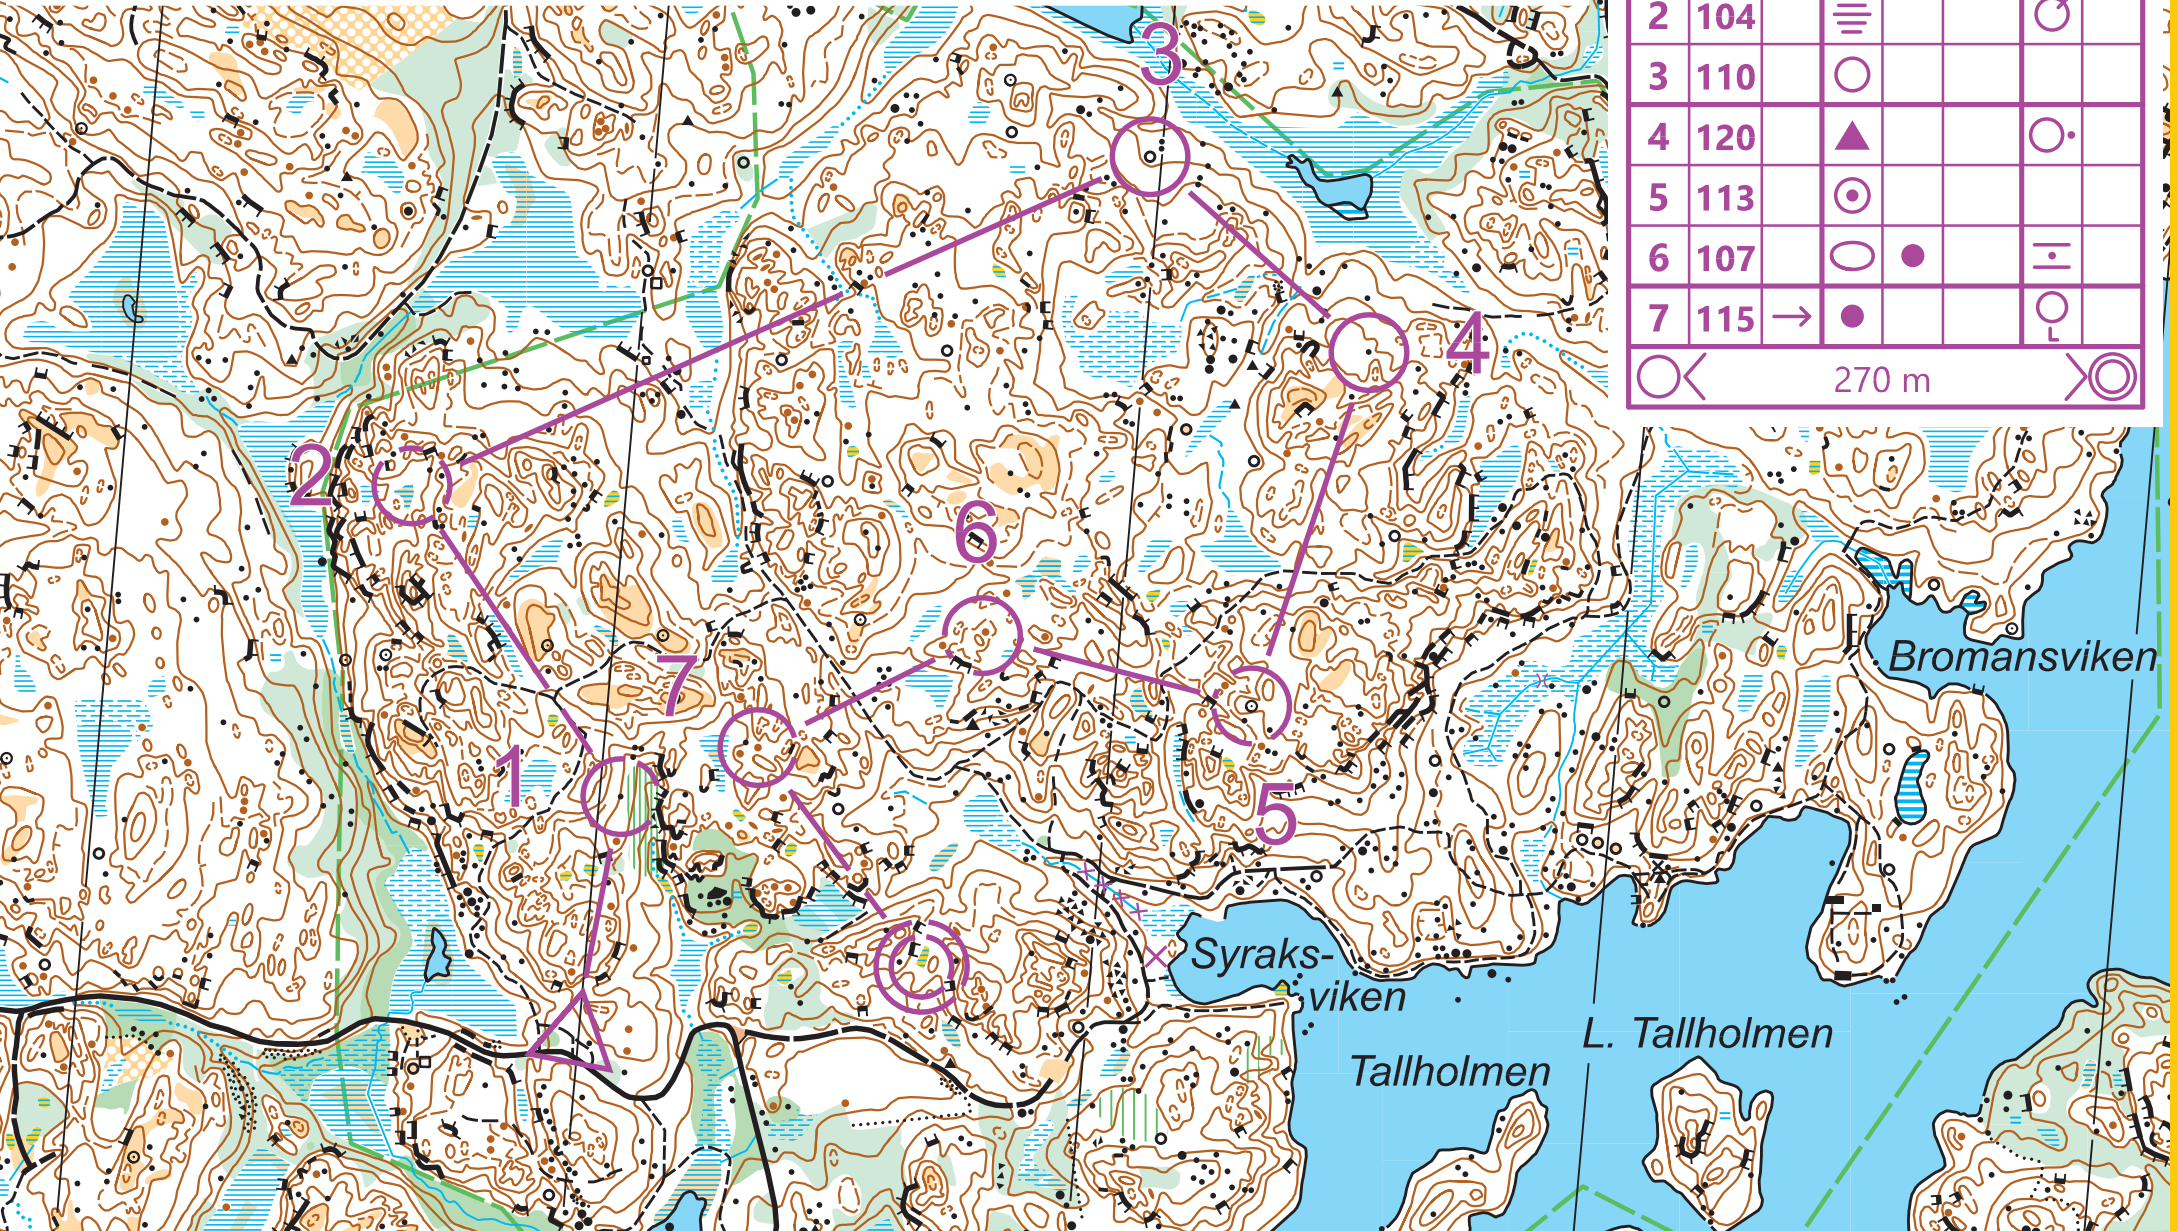 2 104
3 110
4 120
5 113
6 107
7 115
270 m
3
4
2
6
Bromansviken
7
1
5
Syraks-
viken
L. Tallholmen
Tallholmen